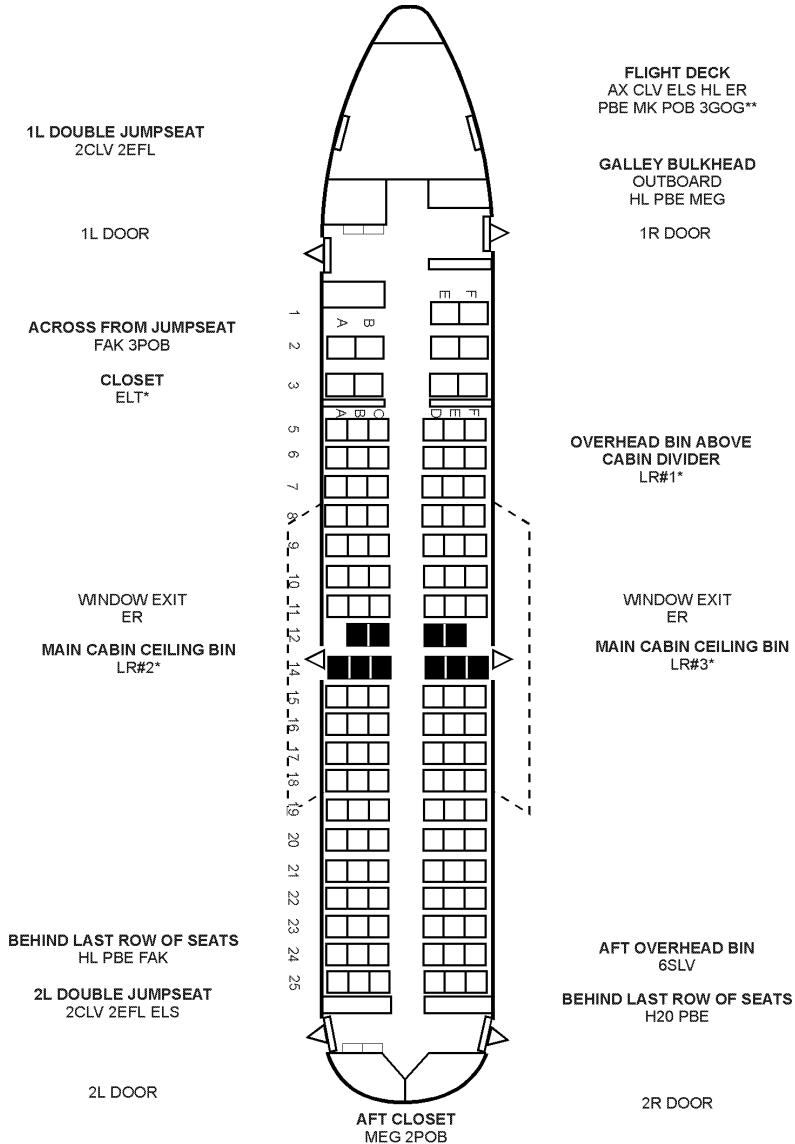 FLIGHT DECK
AX CLV ELS HL ER
PBE MK POB 3GOG**
1L DOUBLE JUMPSEAT
2CLV 2EFL
GALLEY BULKHEAD
OUTBOARD
HL PBE MEG
1L DOOR
1R DOOR
E F
1
A B
ACROSS FROM JUMPSEAT
FAK 3POB
2
CLOSET
ELT*
3
A B C D E F
5
OVERHEAD BIN ABOVE
CABIN DIVIDER
LR#1*
6
7
8
9
10
WINDOW EXIT
ER
WINDOW EXIT
ER
11
12
MAIN CABIN CEILING BIN
LR#2*
MAIN CABIN CEILING BIN
LR#3*
14
15
16
17
18
19
20
21
22
23
BEHIND LAST ROW OF SEATS
HL PBE FAK
AFT OVERHEAD BIN
6SLV
24
25
2L DOUBLE JUMPSEAT
2CLV 2EFL ELS
BEHIND LAST ROW OF SEATS
H20 PBE
2L DOOR
2R DOOR
AFT CLOSET
MEG 2POB